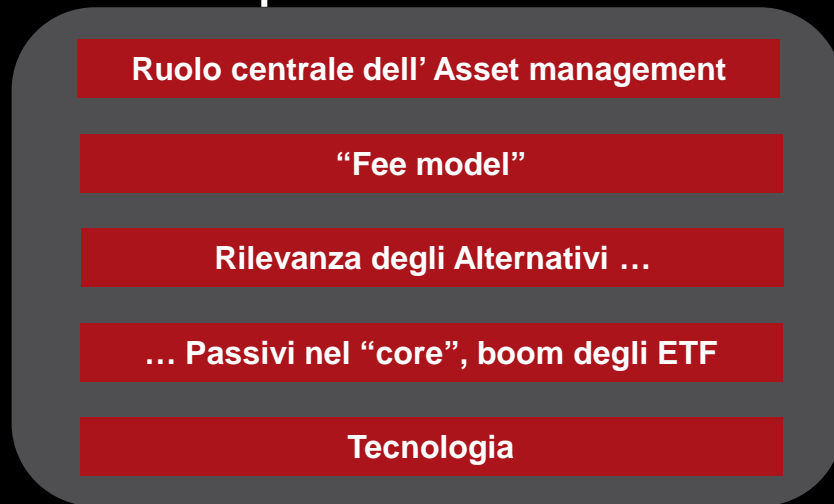 Ruolo centrale dell’ Asset management
“Fee model”
Rilevanza degli Alternativi …
… Passivi nel “core”, boom degli ETF
Tecnologia